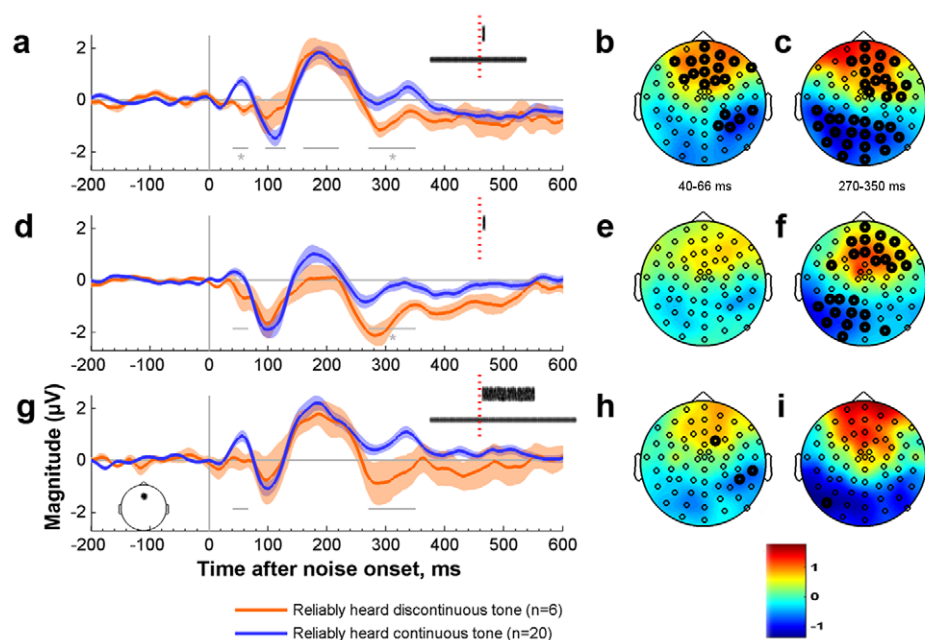 a
b
c
2
0
-2
*
*
-200 -100 0 100 200 300 400 500 600
40-66 ms
270-350 ms
d
e
f
2
0
-2
*
-200 -100 0 100 200 300 400 500 600
g
h
i
2
0
-2
Magnitude (µV)
-200 -100 0 100 200 300 400 500 600
Time after noise onset, ms
1
0
-1
Reliably heard discontinuous tone (n=6)
Reliably heard continuous tone (n=20)